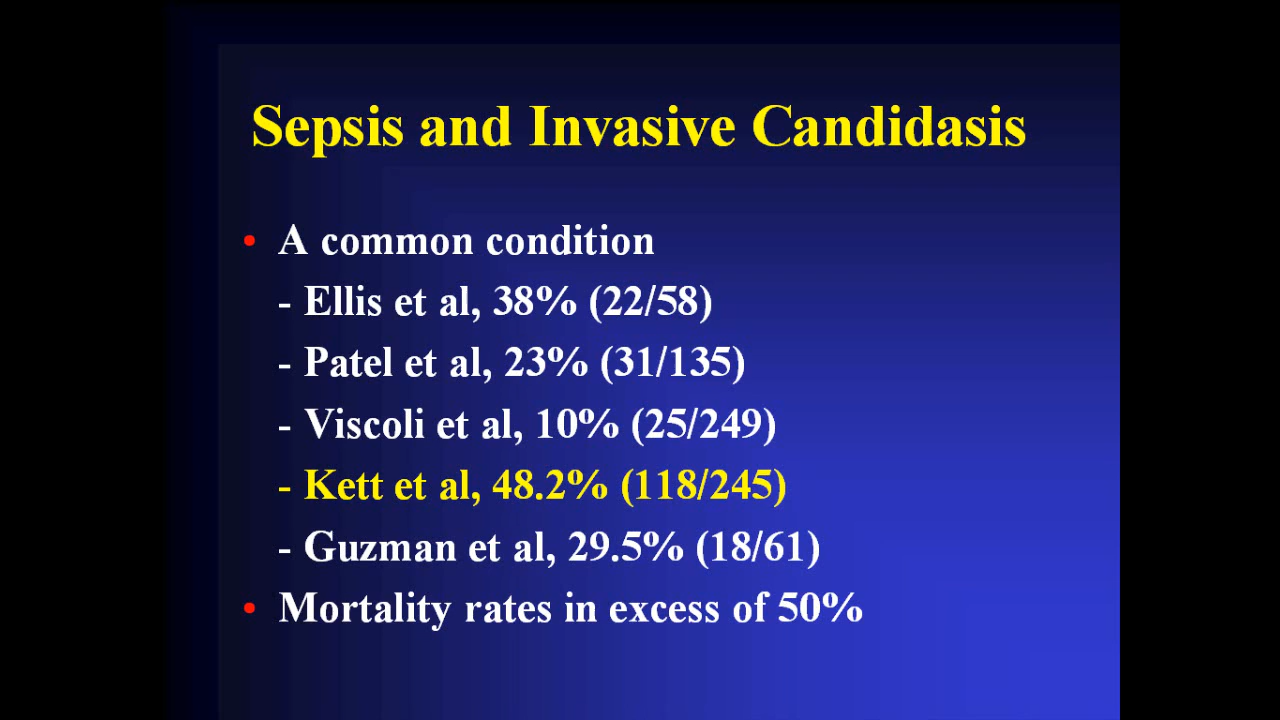 Sepsis and Invasive Candidasis
• A common condition
- Ellis et al, 38% (22/58)
- Patel et al, 23% (31/135)
- Viscoli et al, 10% (25/249)
- Kett et al, 48.2% (118/245)
- Guzman et al, 29.5% (18/61)
• Mortality rates in excess of 50%